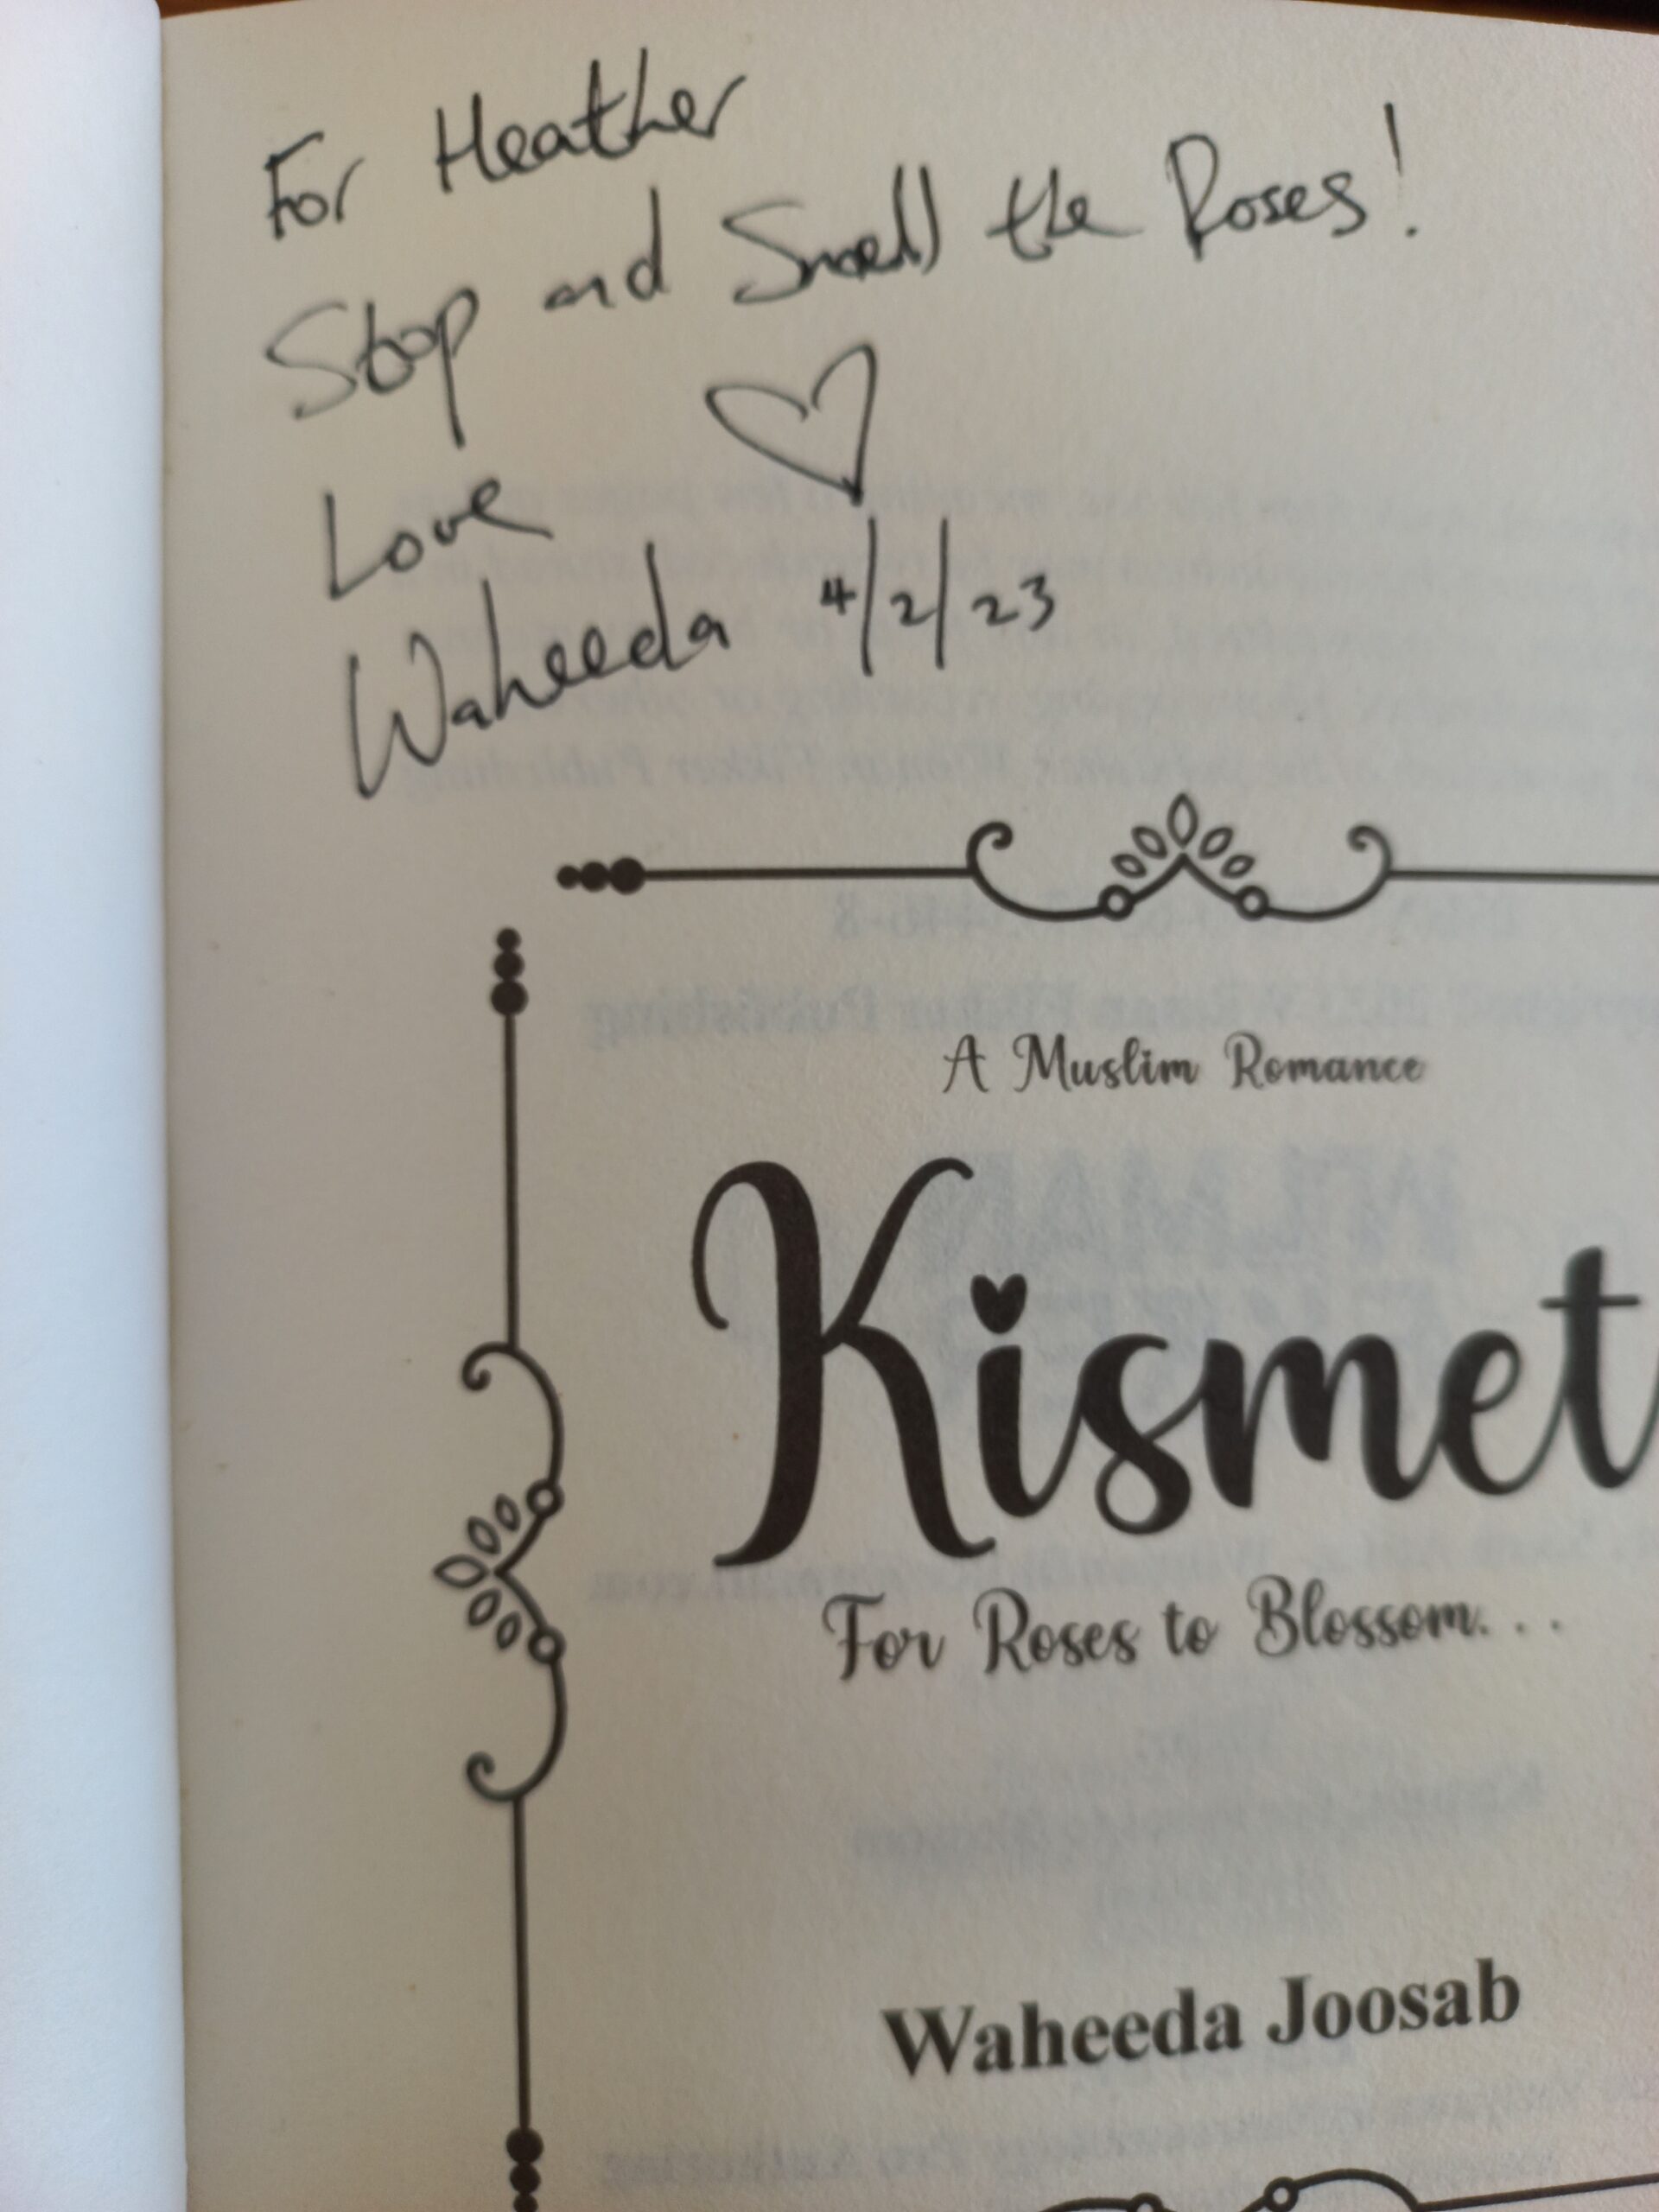 For Heather
Stop and Smell the Roses!
Love
Waheeda 4/2/23
A Muslim Romance
Kismet
For Roses to Blossom...
Waheeda Joosab